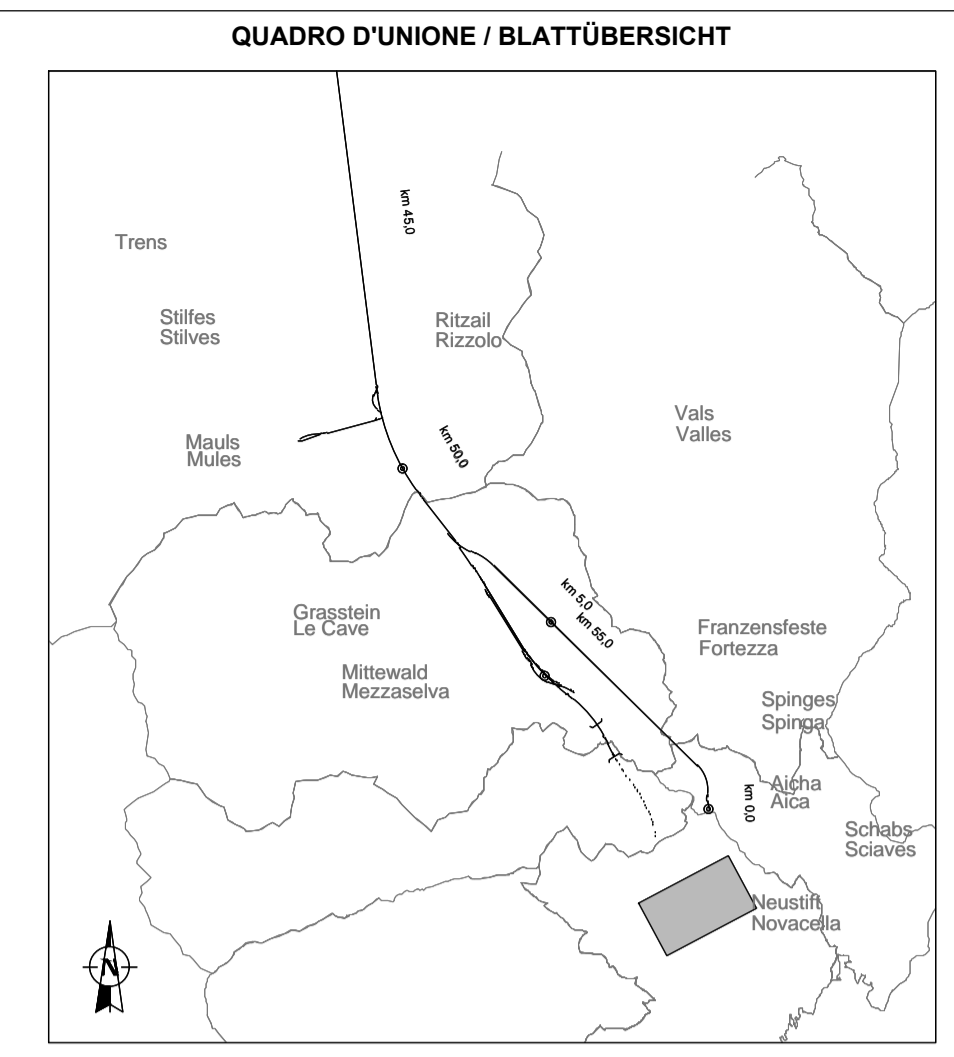 QUADRO D'UNIONE / BLATTÜBERSICHT
km 45,0
Trens
Stilfes
Stilves
Ritzail
Rizzolo
Vals
Valles
Mauls
Mules
km 50,0
km 5,0
km 55,0
Grasstein
Le Cave
Franzensfeste
Fortezza
Mittewald
Mezzaselva
Spinges
Spinga
Aicha
Aica
km 0,0
Schabs
Sciaves
Neustift
Novacella
N